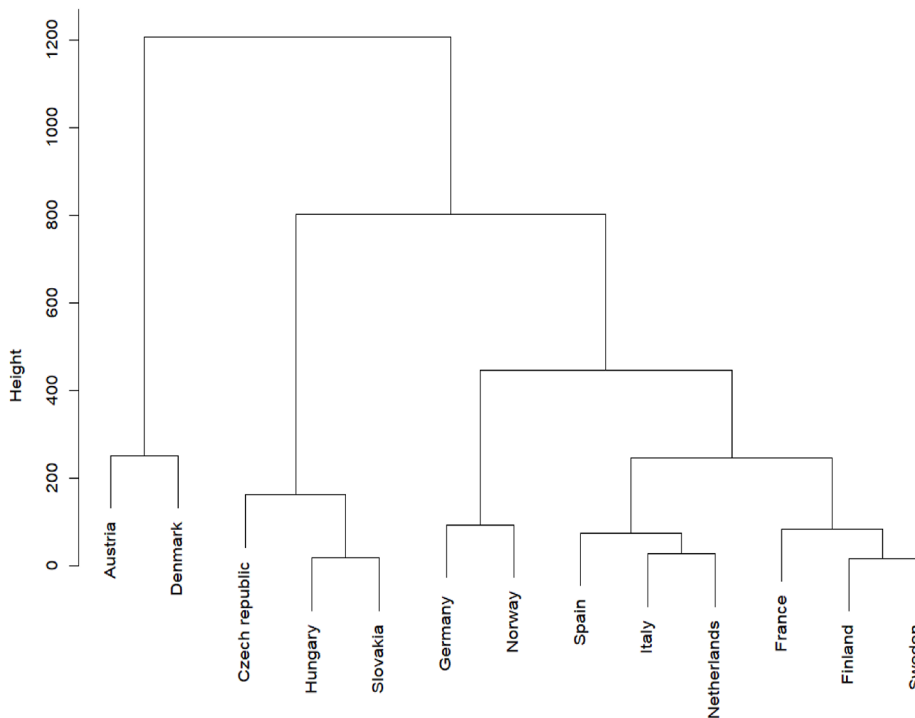 1200
1000
800
600
400
200
0
Height
Austria
Denmark
Czech republic
Hungary
Slovakia
Germany
Norway
Spain
Italy
Netherlands
France
Finland
Sweden